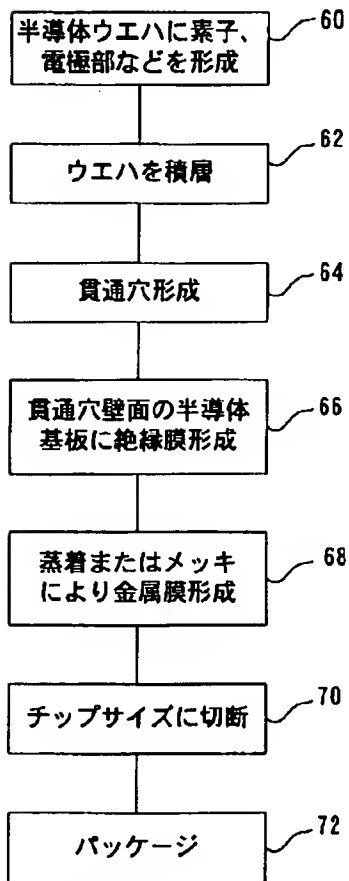 半導体ウエハに素子、
電極部などを形成
60
ウエハを積層
62
貫通穴形成
64
貫通穴壁面の半導体
基板に絶縁膜形成
66
蒸着またはメッキ
により金属膜形成
68
チップサイズに切断
70
パッケージ
72